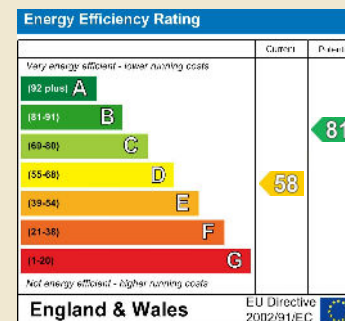 Energy Efficiency Rating
Current
Very energy efficient - lower running costs
(92 plus) A
(81-91) B
81
(69-80) C
(55-68) D
58
(39-54) E
(21-38) F
(1-20) G
Not energy efficient - higher running costs
England & Wales
EU Directive
2002/91/EC